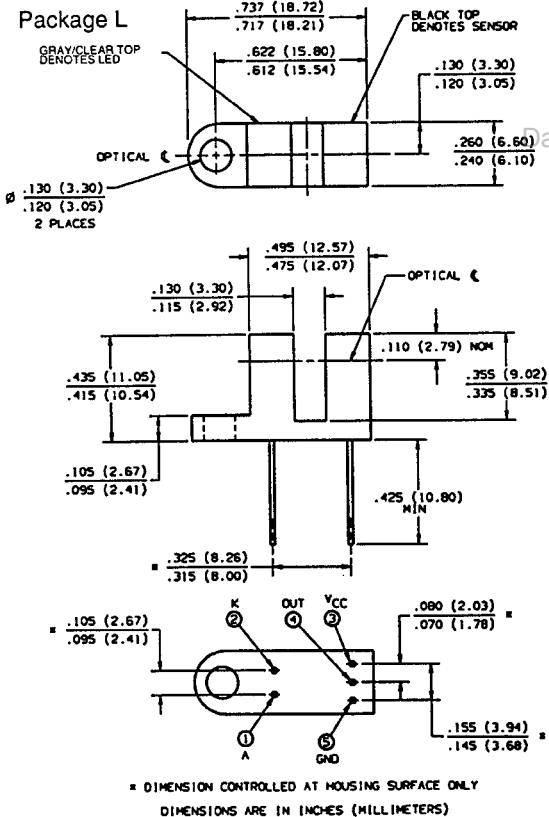 Package L
.737 (18.72)
.717 (18.21)
BLACK TOP
DENOTES SENSOR
GRAY/CLEAR TOP
DENOTES LED
.622 (15.80)
.612 (15.54)
.130 (3.30)
.120 (3.05)
Da
OPTICAL ℄
.260 (6.60)
.240 (6.10)
ø .130 (3.30)
.120 (3.05)
2 PLACES
.495 (12.57)
.475 (12.07)
OPTICAL ℄
.130 (3.30)
.115 (2.92)
.110 (2.79) NOM
.435 (11.05)
.415 (10.54)
.355 (9.02)
.335 (8.51)
.105 (2.67)
.095 (2.41)
.425 (10.80)
MIN
* .325 (8.26)
.315 (8.00)
K
②
OUT
④
VCC
③
.080 (2.03) *
.070 (1.78)
* .105 (2.67)
.095 (2.41)
①
A
⑤
GND
.155 (3.94) *
.145 (3.68)
* DIMENSION CONTROLLED AT HOUSING SURFACE ONLY
DIMENSIONS ARE IN INCHES (MILLIMETERS)